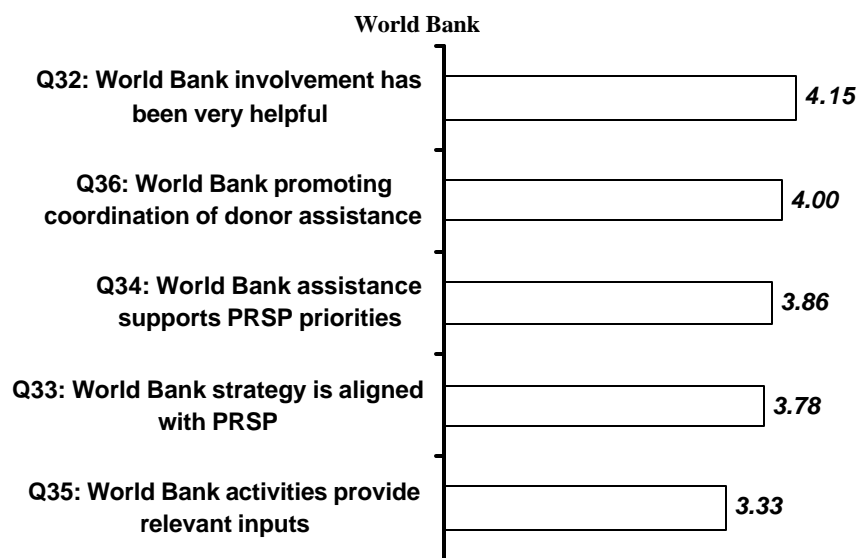 World Bank
Q32: World Bank involvement has
been very helpful
4.15
Q36: World Bank promoting
coordination of donor assistance
4.00
Q34: World Bank assistance
supports PRSP priorities
3.86
Q33: World Bank strategy is aligned
with PRSP
3.78
Q35: World Bank activities provide
relevant inputs
3.33